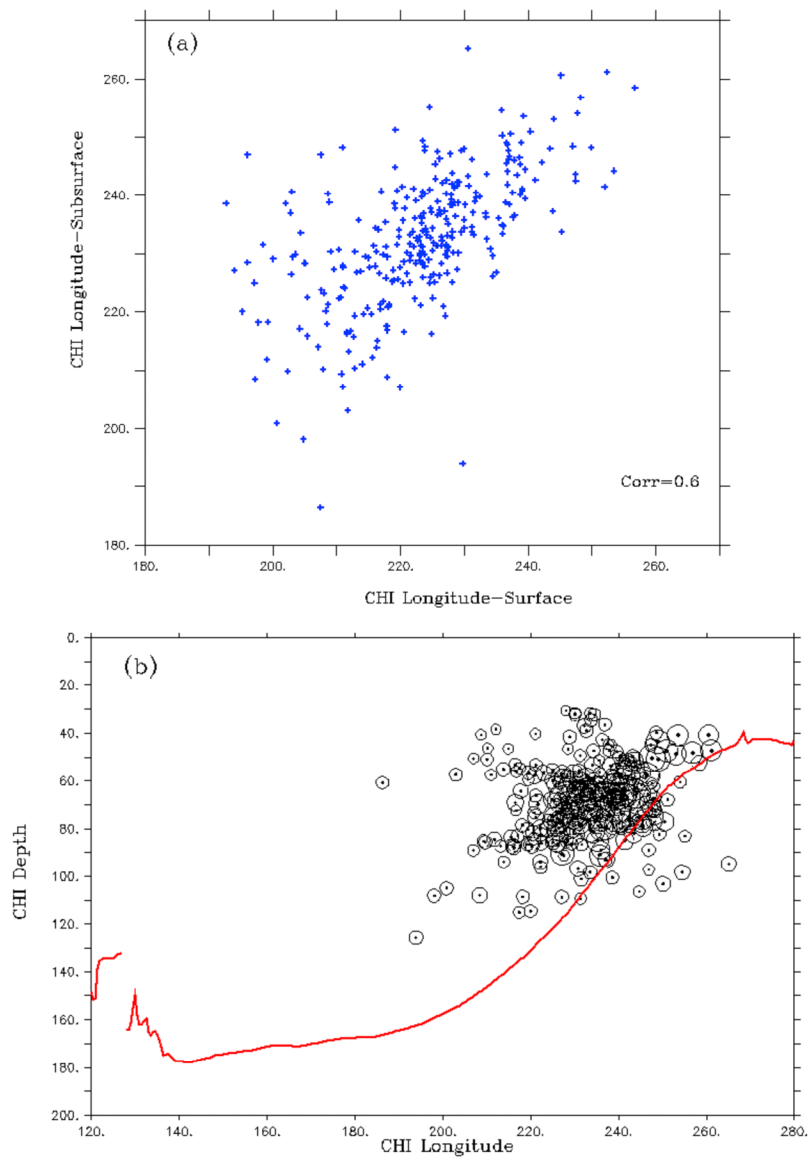 (a)
260.
240.
220.
200.
180.
CHI Longitude-Subsurface
Corr=0.6
180. 200. 220. 240. 260.
CHI Longitude-Surface
(b)
0.
20.
40.
60.
80.
100.
120.
140.
160.
180.
200.
CHI Depth
120. 140. 160. 180. 200. 220. 240. 260. 280.
CHI Longitude